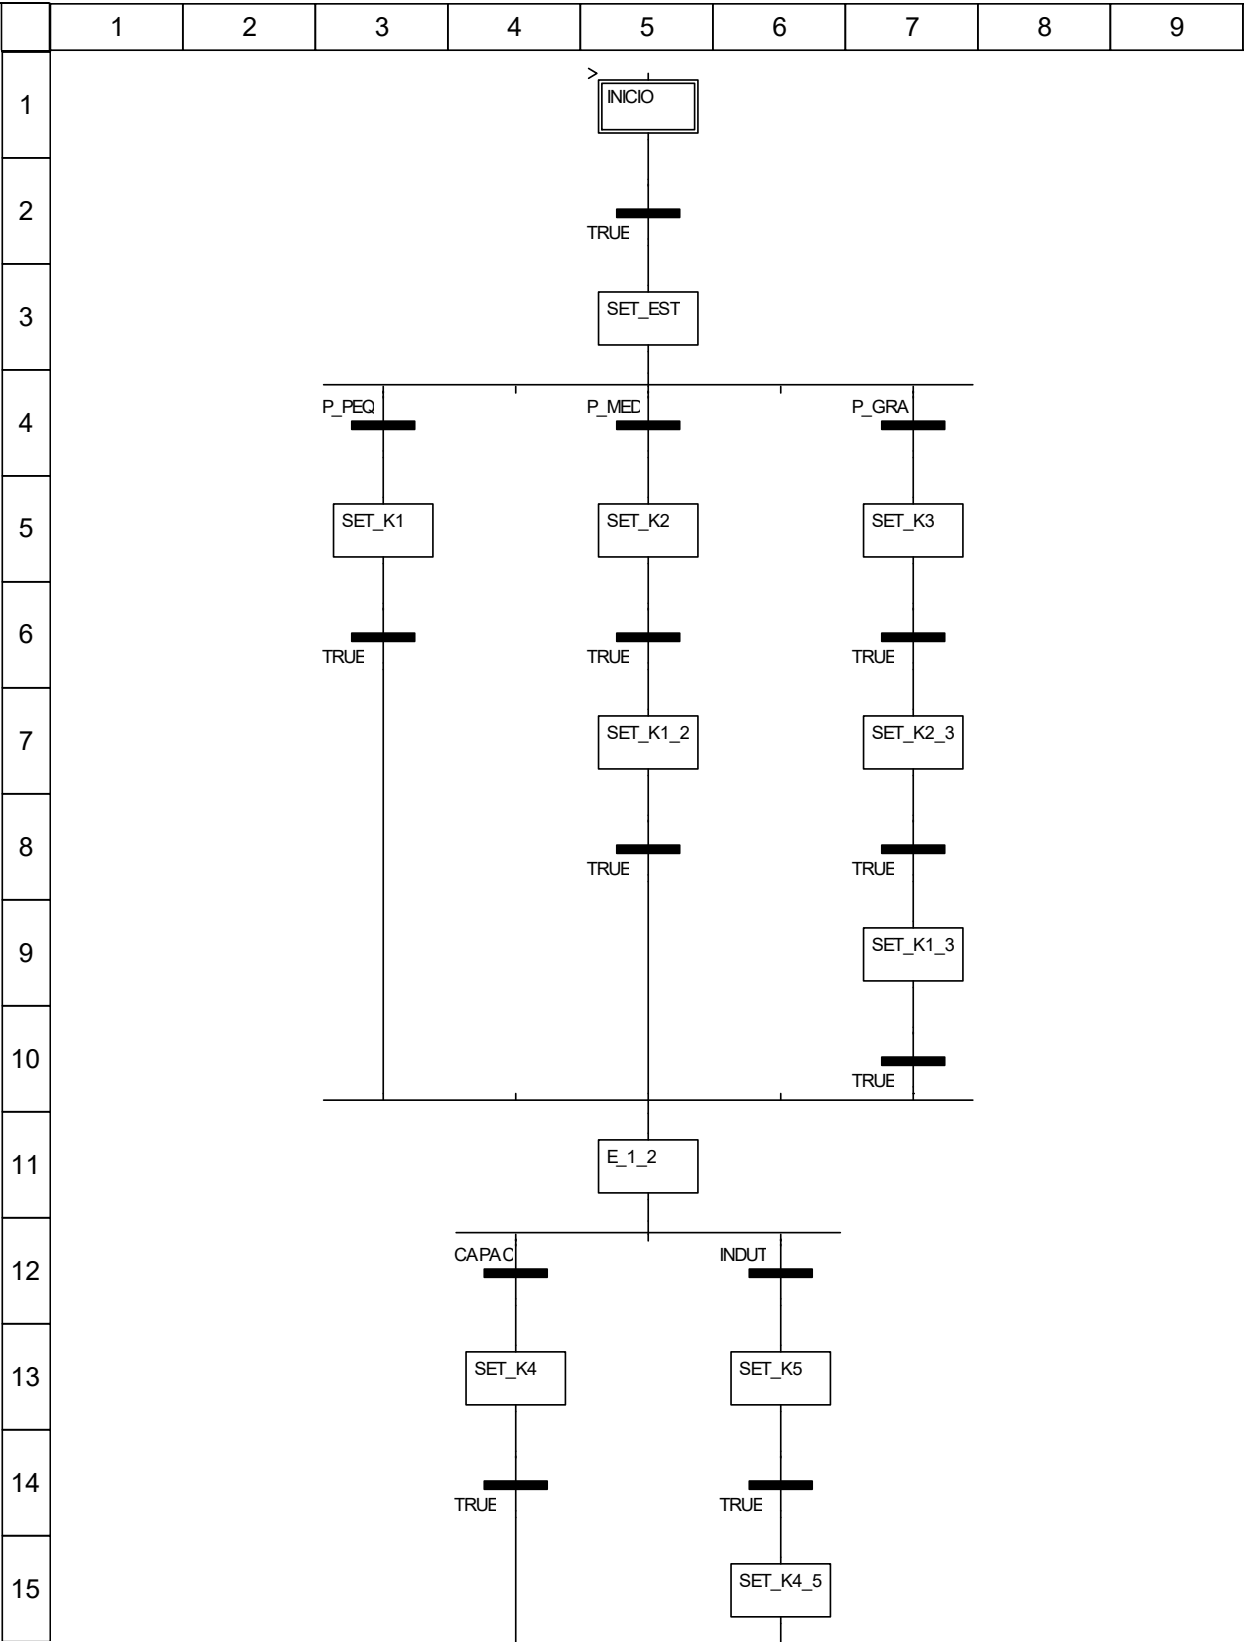 1 2 3 4 5 6 7 8 9
>
1 INICIO
2
TRUE
3 SET_EST
P_PEQ P_MED P_GRA
4
5 SET_K1 SET_K2 SET_K3
6
TRUE TRUE TRUE
7 SET_K1_2 SET_K2_3
8
TRUE TRUE
9 SET_K1_3
10
TRUE
11 E_1_2
CAPAC INDUT
12
13 SET_K4 SET_K5
14
TRUE TRUE
15 SET_K4_5